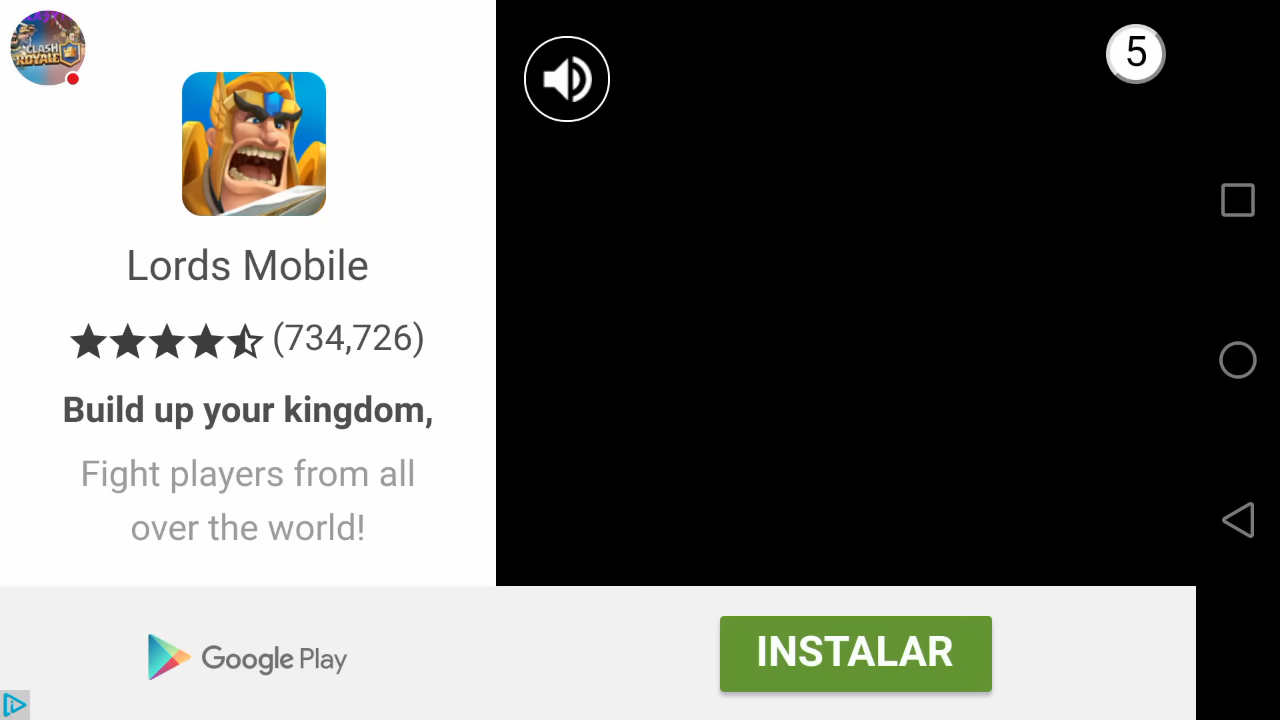 CLASH
ROYALE
5
Lords Mobile
(734,726)
Build up your kingdom,
Fight players from all
over the world!
Google Play
INSTALAR